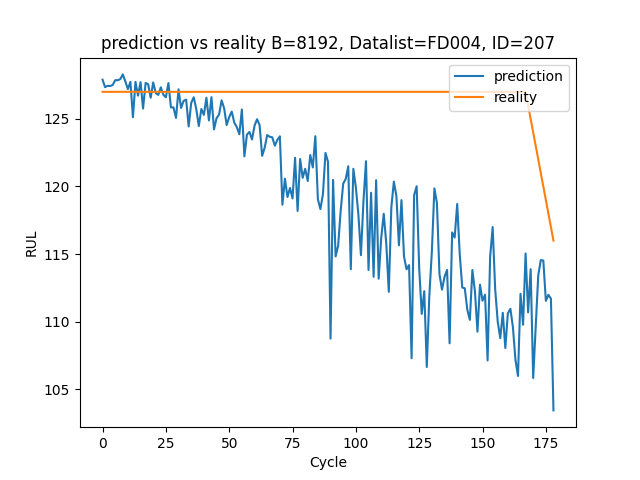 prediction vs reality B=8192, Datalist=FD004, ID=207
prediction
reality
RUL
125
120
115
110
105
0 25 50 75 100 125 150 175
Cycle